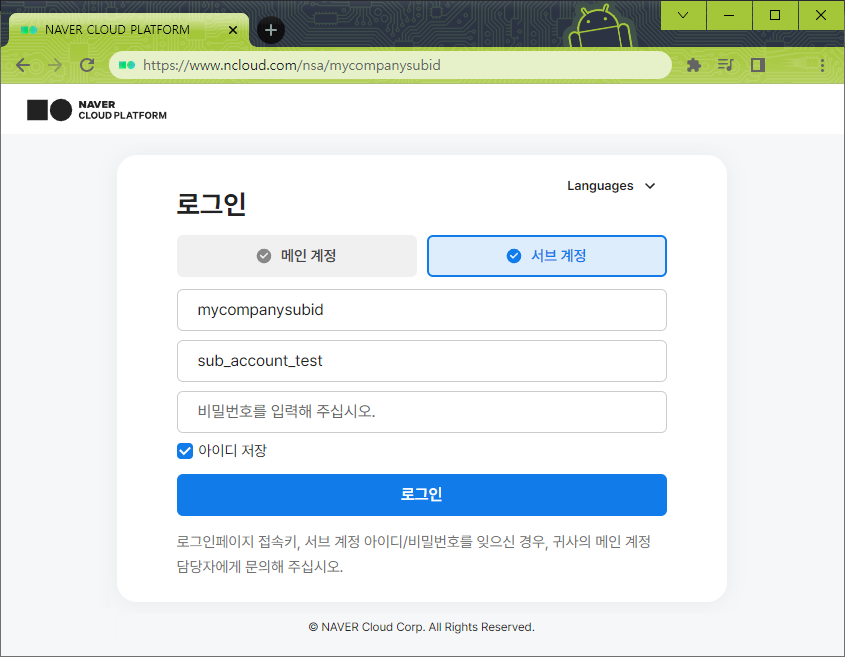 NAVER CLOUD PLATFORM
https://www.ncloud.com/nsa/mycompanysubid
NAVER
CLOUD PLATFORM
Languages
로그인
메인 계정
서브 계정
mycompanysubid
sub_account_test
비밀번호를 입력해 주십시오.
아이디 저장
로그인
로그인페이지 접속키, 서브 계정 아이디/비밀번호를 잊으신 경우, 귀사의 메인 계정
담당자에게 문의해 주십시오.
© NAVER Cloud Corp. All Rights Reserved.